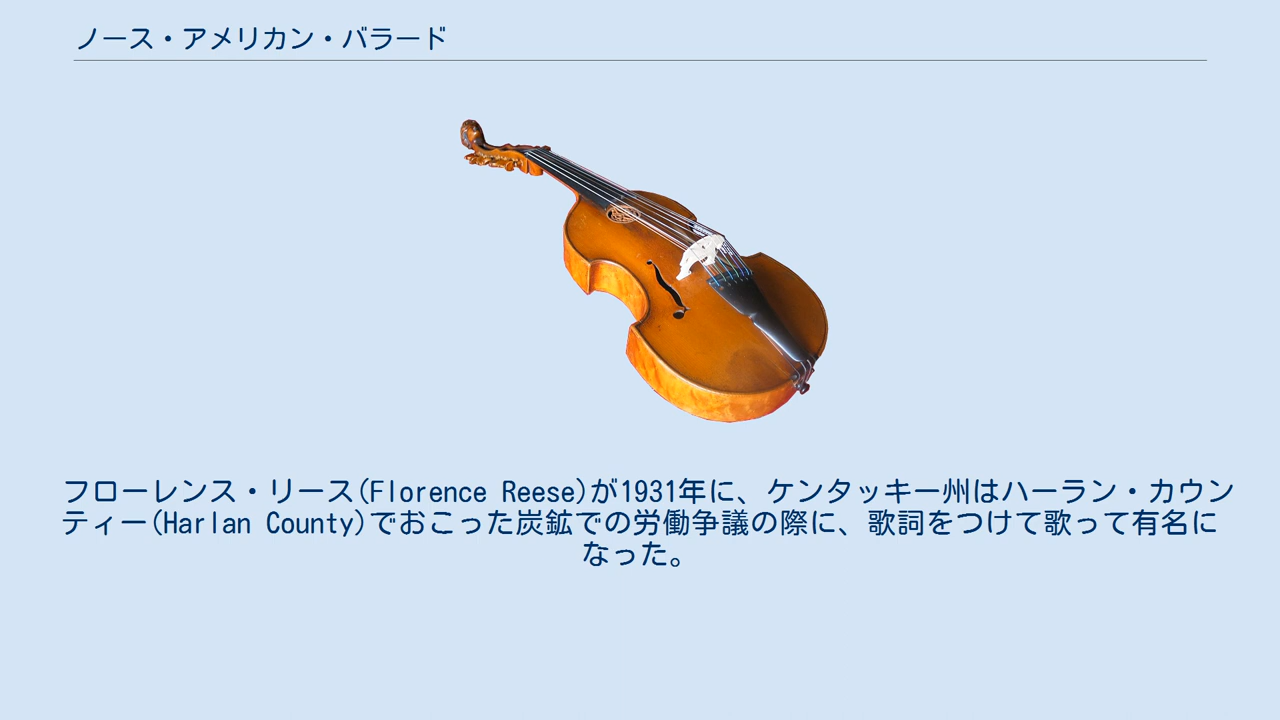 ノース・アメリカン・バラード
フローレンス・リース(Florence Reese)が1931年に、ケンタッキー州はハーラン・カウン
ティー(Harlan County)でおこった炭鉱での労働争議の際に、歌詞をつけて歌って有名に
なった。